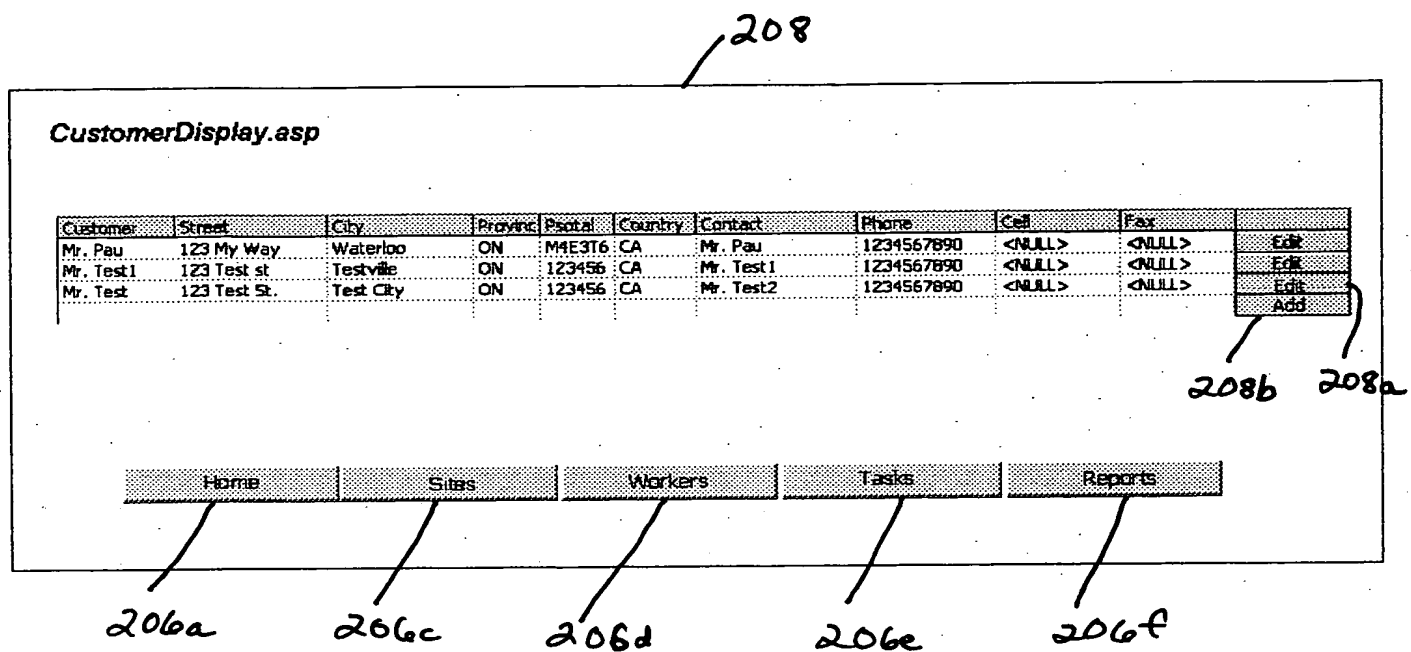 208
CustomerDisplay.asp
Customer Street City Provinc Psotal Country Contact Phone Cell Fax
Mr. Pau 123 My Way Waterloo ON M4E3T6 CA Mr. Pau 1234567890 <NULL> <NULL> Edit
Mr. Test1 123 Test st Testville ON 123456 CA Mr. Test1 1234567890 <NULL> <NULL> Edit
Mr. Test 123 Test St. Test City ON 123456 CA Mr. Test2 1234567890 <NULL> <NULL> Edit
Add
208b 208a
Home Sites Workers Tasks Reports
206a 206c 206d 206e 206f